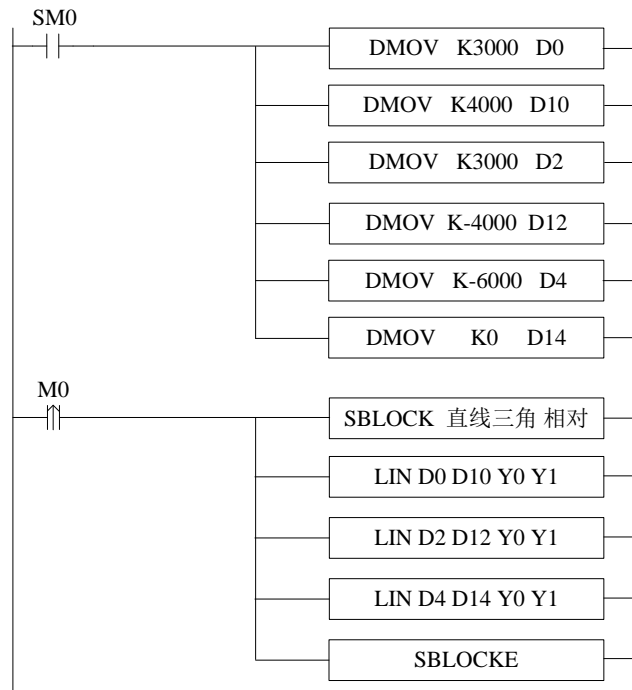 SM0
DMOV K3000 D0
DMOV K4000 D10
DMOV K3000 D2
DMOV K-4000 D12
DMOV K-6000 D4
DMOV K0 D14
M0
SBLOCK 直线三角 相对
LIN D0 D10 Y0 Y1
LIN D2 D12 Y0 Y1
LIN D4 D14 Y0 Y1
SBLOCKE